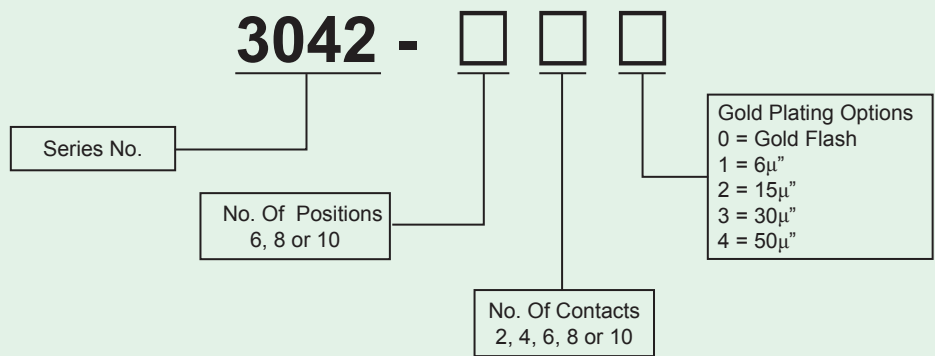 3042 - □ □ □
Series No.
No. Of Positions
6, 8 or 10
No. Of Contacts
2, 4, 6, 8 or 10
Gold Plating Options
0 = Gold Flash
1 = 6µ”
2 = 15µ”
3 = 30µ”
4 = 50µ”